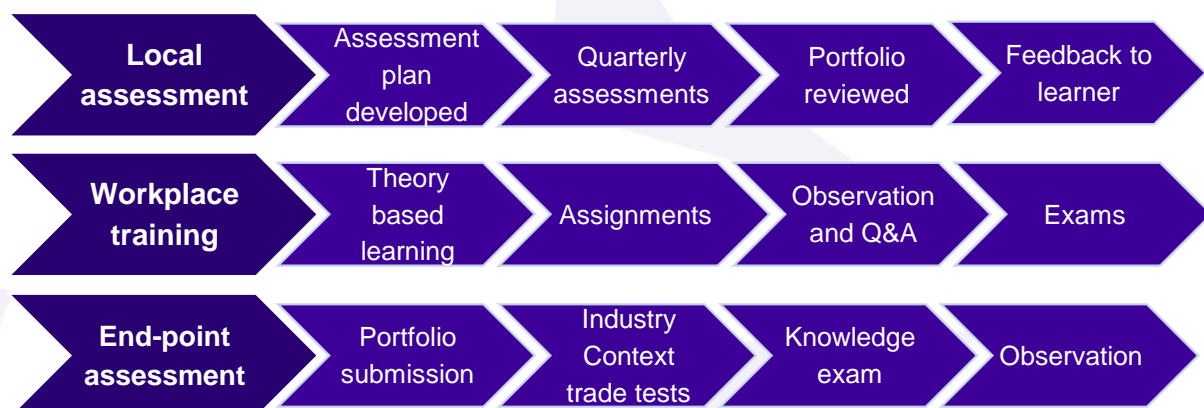 Local
assessment
Assessment
plan
developed
Quarterly
assessments
Portfolio
reviewed
Feedback to
learner
Workplace
training
Theory
based
learning
Assignments
Observation
and Q&A
Exams
End-point
assessment
Portfolio
submission
Industry
Context
trade tests
Knowledge
exam
Observation